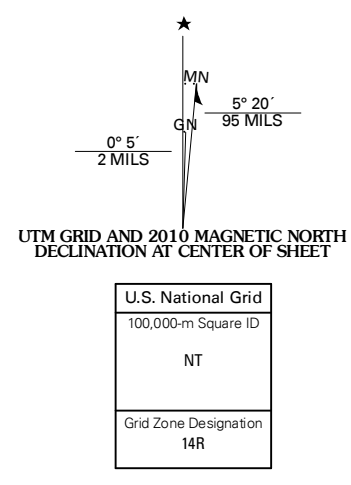 MN
5° 20´
95 MILS
GN
0° 5´
2 MILS
UTM GRID AND 2010 MAGNETIC NORTH
DECLINATION AT CENTER OF SHEET
U.S. National Grid
100,000-m Square ID
NT
Grid Zone Designation
14R